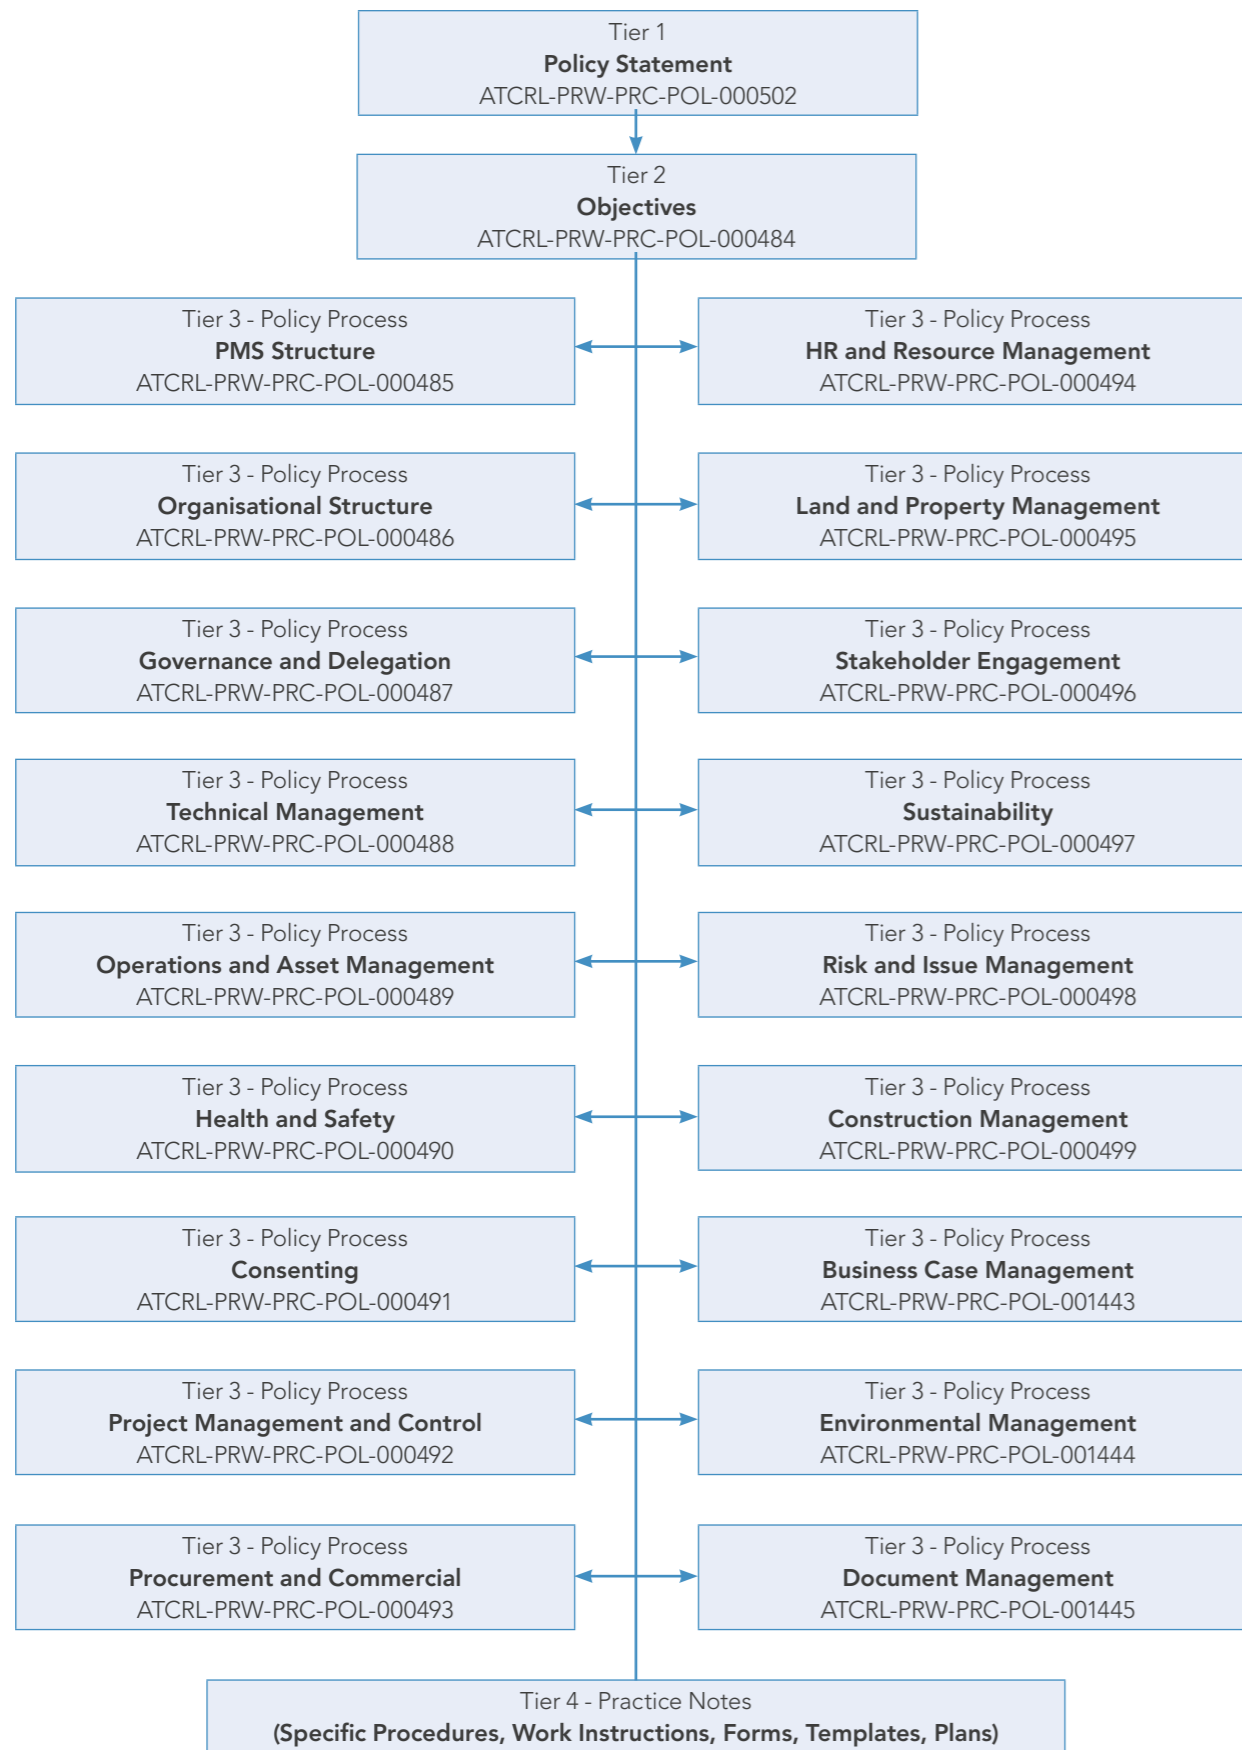 Tier 1
Policy Statement
ATCRL-PRW-PRC-POL-000502
Tier 2
Objectives
ATCRL-PRW-PRC-POL-000484
Tier 3 - Policy Process
PMS Structure
ATCRL-PRW-PRC-POL-000485
Tier 3 - Policy Process
HR and Resource Management
ATCRL-PRW-PRC-POL-000494
Tier 3 - Policy Process
Organisational Structure
ATCRL-PRW-PRC-POL-000486
Tier 3 - Policy Process
Land and Property Management
ATCRL-PRW-PRC-POL-000495
Tier 3 - Policy Process
Governance and Delegation
ATCRL-PRW-PRC-POL-000487
Tier 3 - Policy Process
Stakeholder Engagement
ATCRL-PRW-PRC-POL-000496
Tier 3 - Policy Process
Technical Management
ATCRL-PRW-PRC-POL-000488
Tier 3 - Policy Process
Sustainability
ATCRL-PRW-PRC-POL-000497
Tier 3 - Policy Process
Operations and Asset Management
ATCRL-PRW-PRC-POL-000489
Tier 3 - Policy Process
Risk and Issue Management
ATCRL-PRW-PRC-POL-000498
Tier 3 - Policy Process
Health and Safety
ATCRL-PRW-PRC-POL-000490
Tier 3 - Policy Process
Construction Management
ATCRL-PRW-PRC-POL-000499
Tier 3 - Policy Process
Consenting
ATCRL-PRW-PRC-POL-000491
Tier 3 - Policy Process
Business Case Management
ATCRL-PRW-PRC-POL-001443
Tier 3 - Policy Process
Project Management and Control
ATCRL-PRW-PRC-POL-000492
Tier 3 - Policy Process
Environmental Management
ATCRL-PRW-PRC-POL-001444
Tier 3 - Policy Process
Procurement and Commercial
ATCRL-PRW-PRC-POL-000493
Tier 3 - Policy Process
Document Management
ATCRL-PRW-PRC-POL-001445
Tier 4 - Practice Notes
(Specific Procedures, Work Instructions, Forms, Templates, Plans)